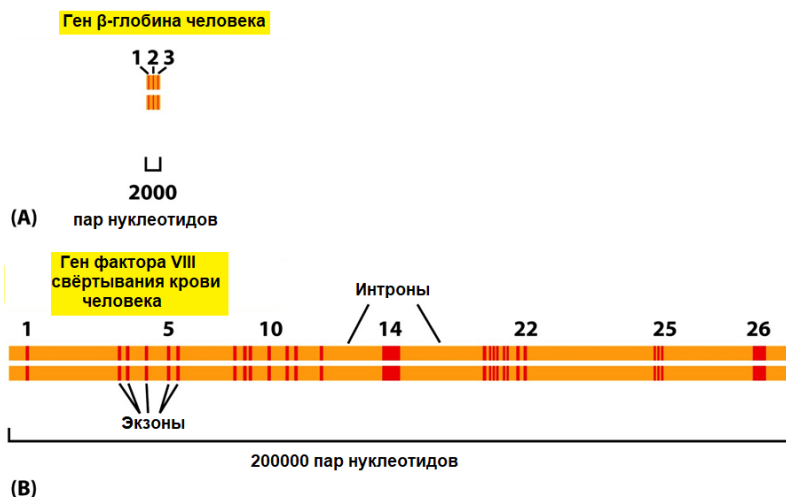 Ген β-глобина человека
1 2 3
2000
(A)
пар нуклеотидов
Ген фактора VIII
свёртывания крови
человека
Интроны
1 5 10 14 22 25 26
Экзоны
200000 пар нуклеотидов
(B)